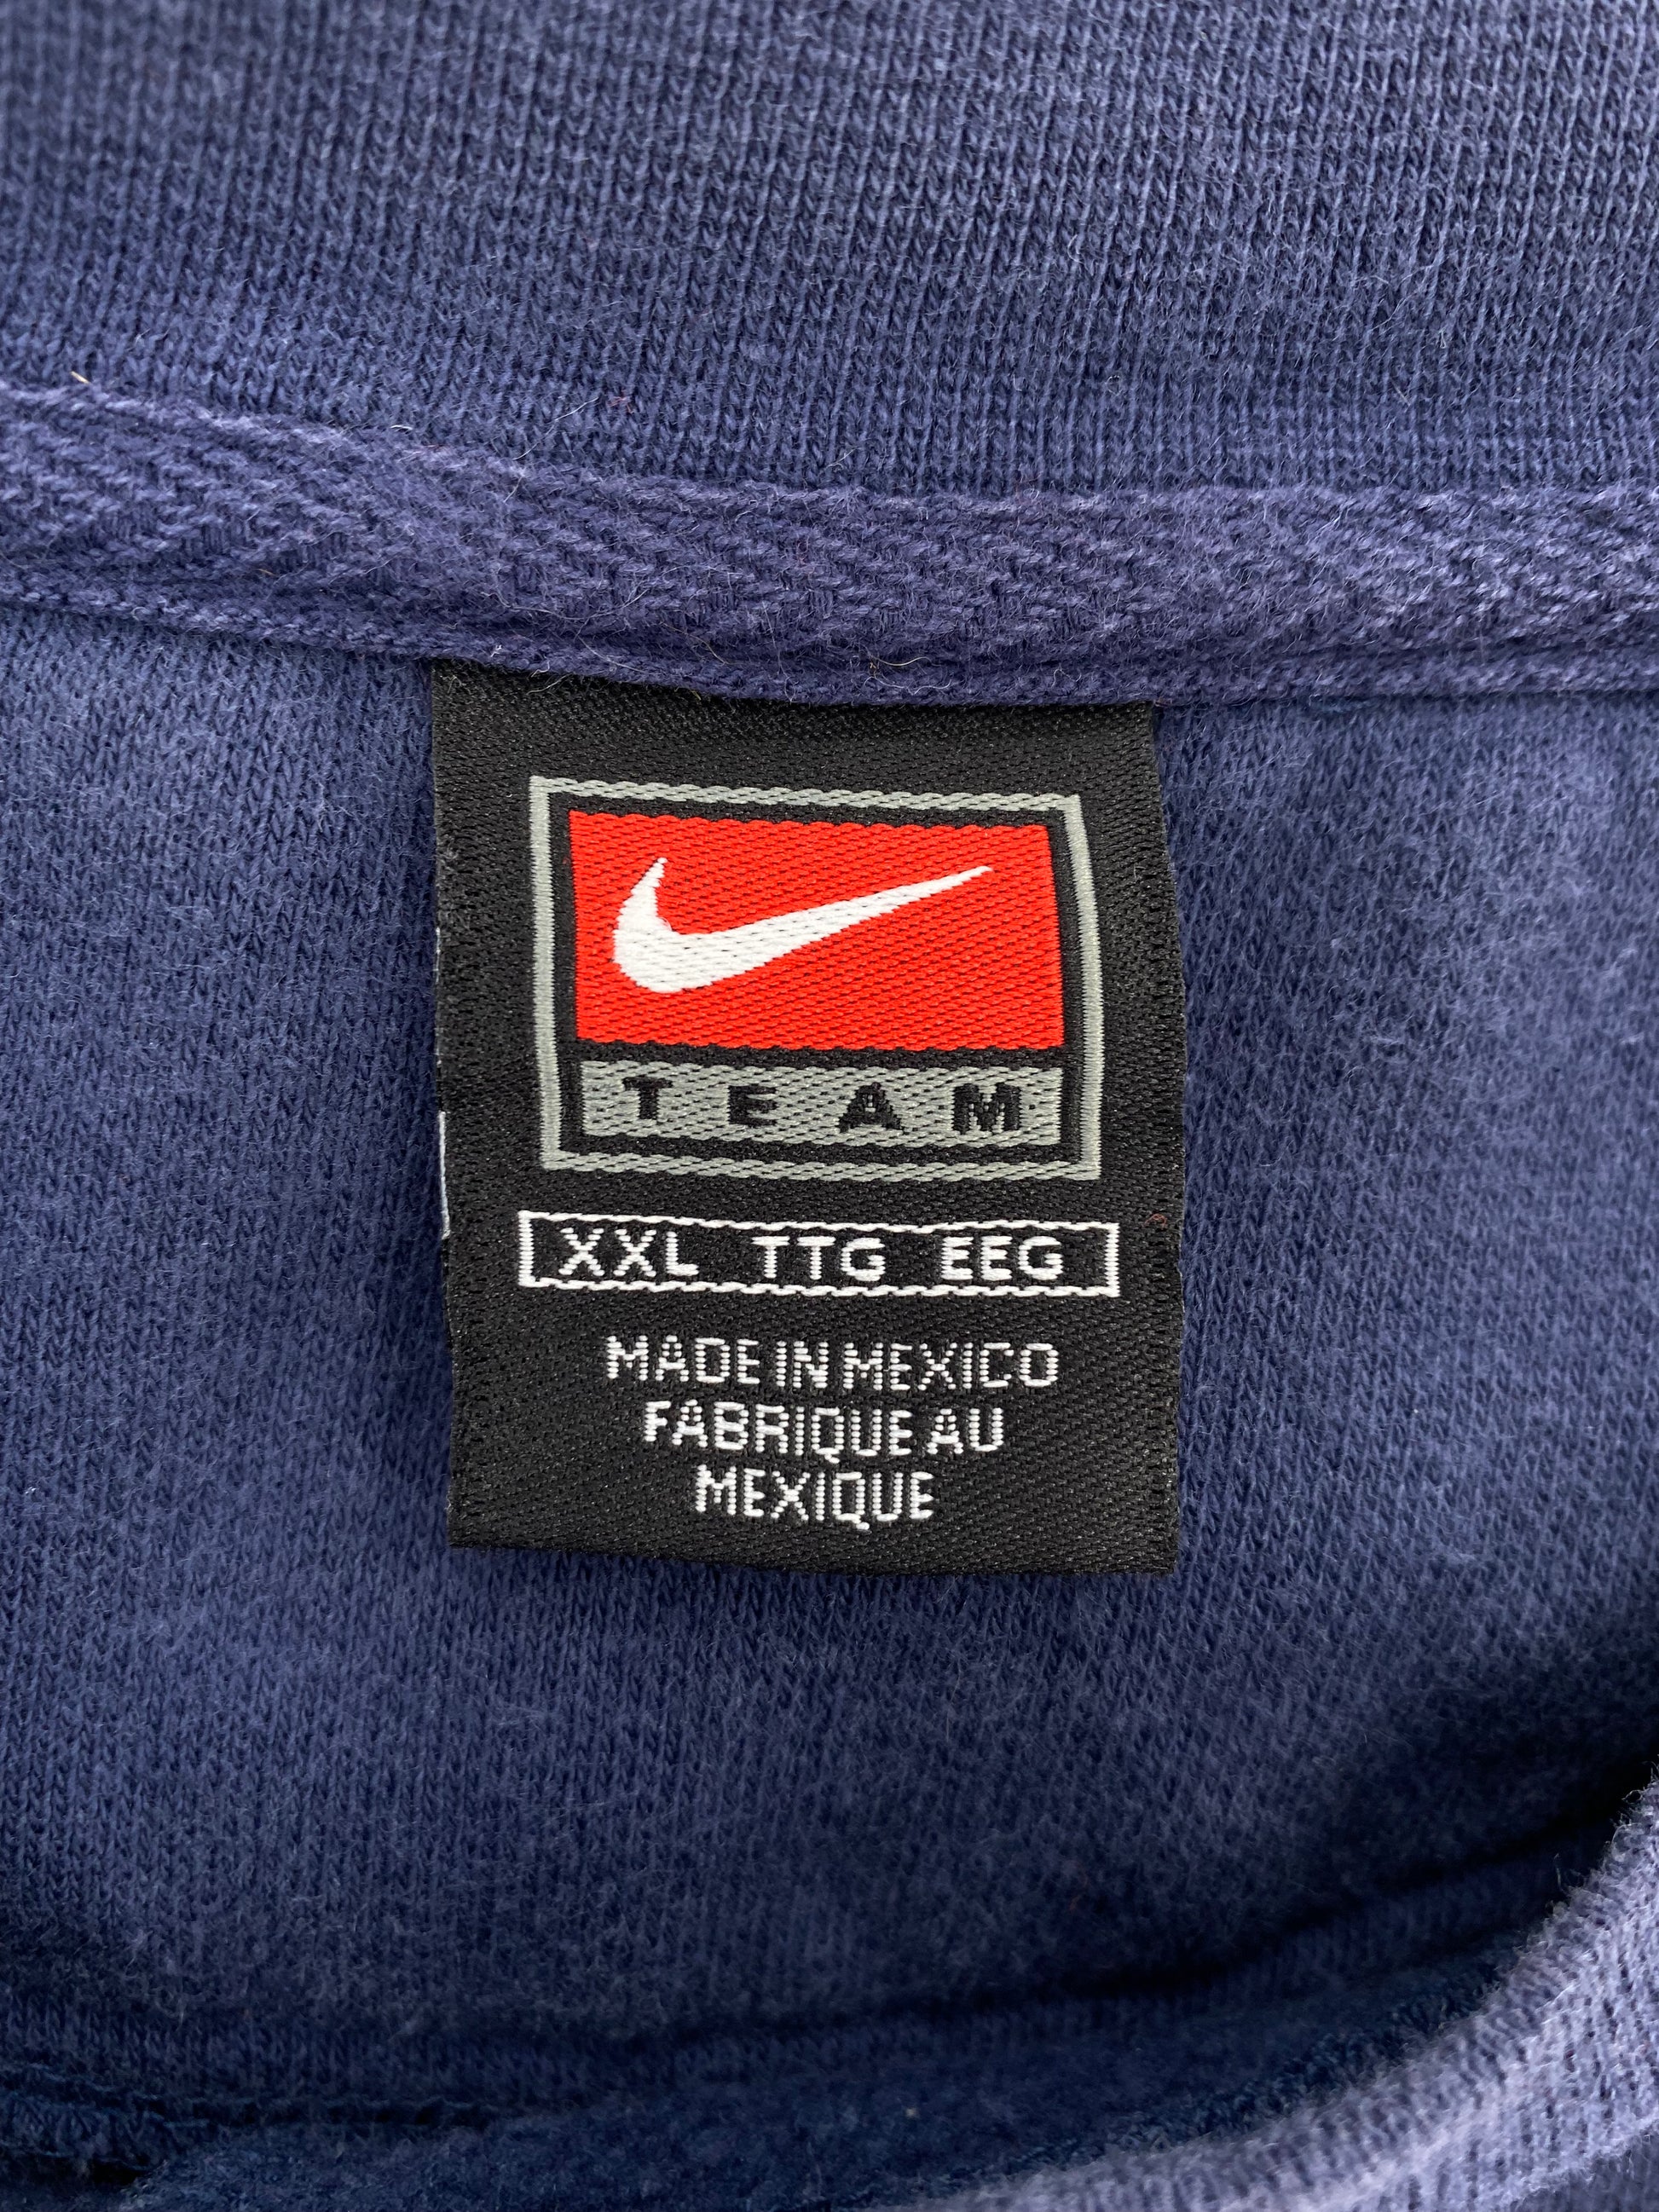 TEAM
XXL TTG EEG
MADE IN MEXICO
FABRIQUE AU
MEXIQUE